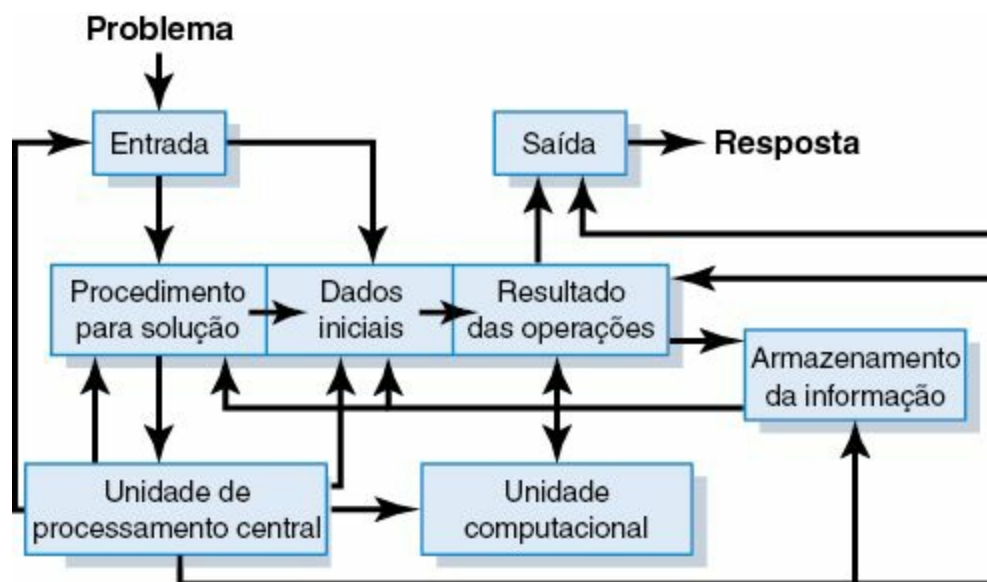 Problema
Entrada
Saída
Resposta
Procedimento
para solução
Dados
iniciais
Resultado
das operações
Armazenamento
da informação
Unidade de
processamento central
Unidade
computacional